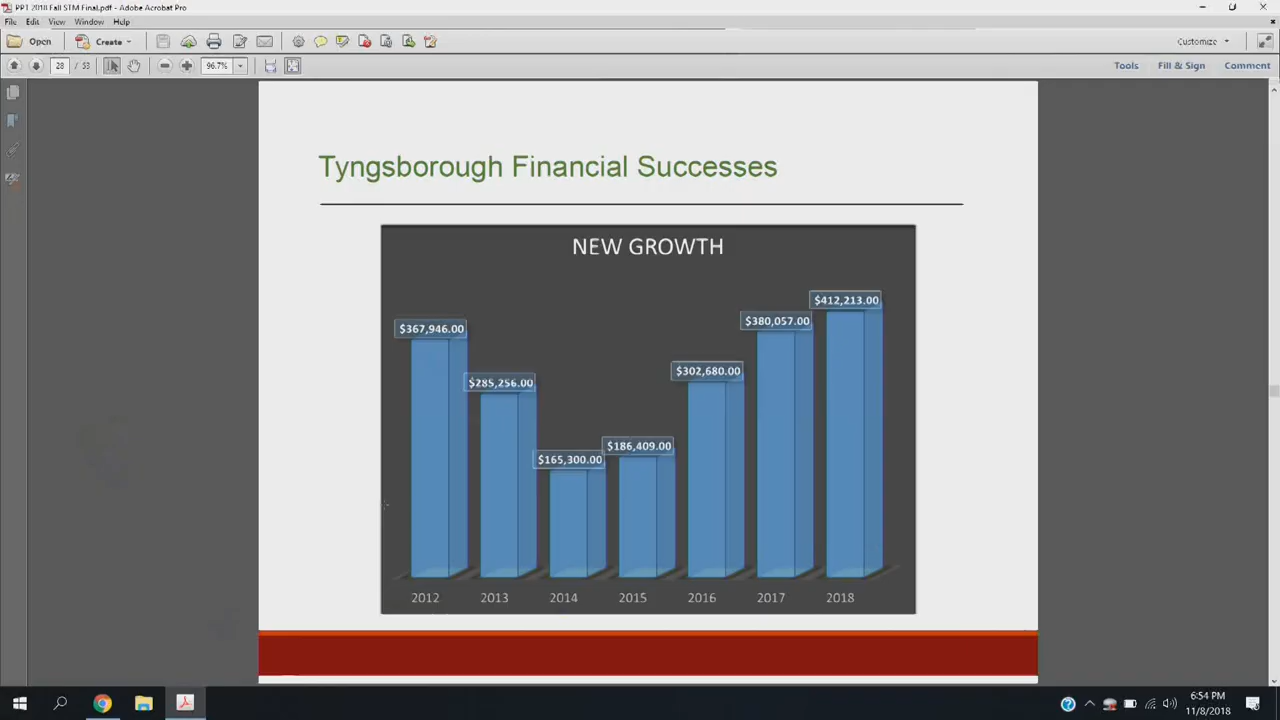 PPT 2018 Fall STM Final.pdf - Adobe Acrobat Pro
File Edit View Window Help
Open Create Customize
28 / 53 96.7% Tools Fill & Sign Comment
Tyngsborough Financial Successes
NEW GROWTH
$412,213.00
$380,057.00
$367,946.00
$302,680.00
$285,256.00
$186,409.00
$165,300.00
2012 2013 2014 2015 2016 2017 2018
6:54 PM
11/8/2018